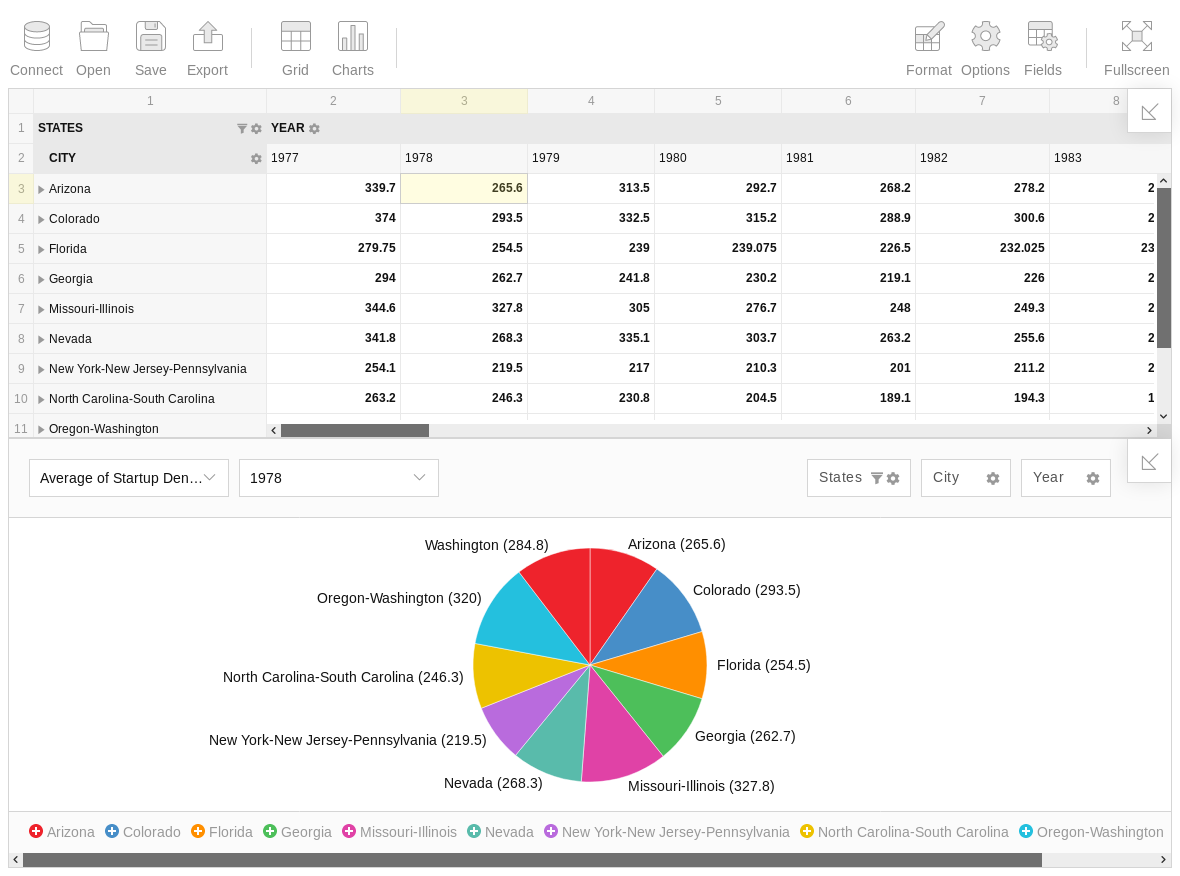 Connect Open Save Export Grid Charts Format Options Fields Fullscreen
1 2 3 4 5 6 7 8
1 STATES YEAR
2 CITY 1977 1978 1979 1980 1981 1982 1983
3 Arizona 339.7 265.6 313.5 292.7 268.2 278.2 2
4 Colorado 374 293.5 332.5 315.2 288.9 300.6 2
5 Florida 279.75 254.5 239 239.075 226.5 232.025 23
6 Georgia 294 262.7 241.8 230.2 219.1 226 2
7 Missouri-Illinois 344.6 327.8 305 276.7 248 249.3 2
8 Nevada 341.8 268.3 335.1 303.7 263.2 255.6 2
9 New York-New Jersey-Pennsylvania 254.1 219.5 217 210.3 201 211.2 2
10 North Carolina-South Carolina 263.2 246.3 230.8 204.5 189.1 194.3 1
11 Oregon-Washington
Average of Startup Den... 1978 States City Year
Washington (284.8) Arizona (265.6)
Colorado (293.5)
Oregon-Washington (320)
Florida (254.5)
North Carolina-South Carolina (246.3)
Georgia (262.7)
New York-New Jersey-Pennsylvania (219.5)
Nevada (268.3) Missouri-Illinois (327.8)
Arizona Colorado Florida Georgia Missouri-Illinois Nevada New York-New Jersey-Pennsylvania North Carolina-South Carolina Oregon-Washington